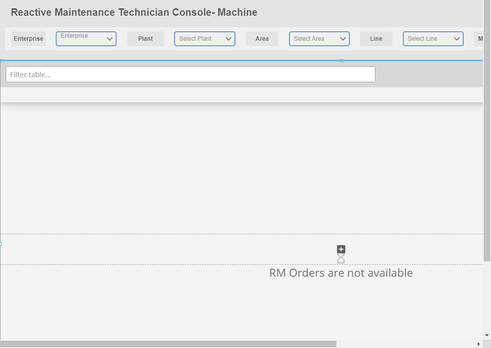 Reactive Maintenance Technician Console- Machine
Enterprise Enterprise Plant Select Plant Area Select Area Line Select Line M
Filter table...
RM Orders are not available